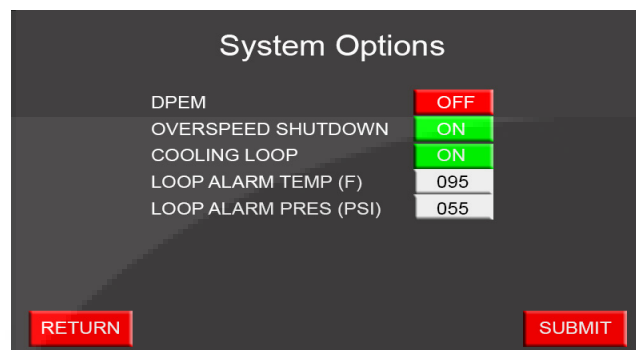 System Options
DPEM OFF
OVERSPEED SHUTDOWN ON
COOLING LOOP ON
LOOP ALARM TEMP (F) 095
LOOP ALARM PRES (PSI) 055
RETURN SUBMIT